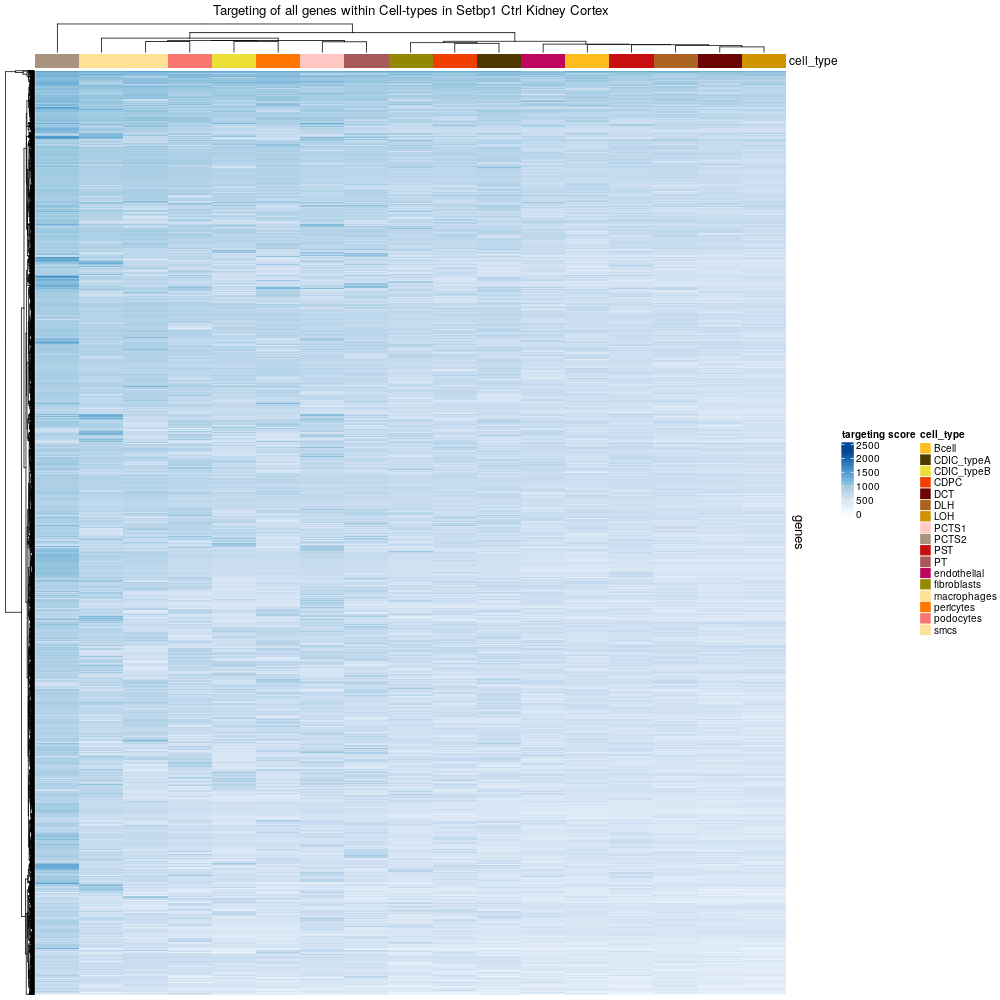 Targeting of all genes within Cell-types in Setbp1 Ctrl Kidney Cortex
cell_type
targeting score
2500
2000
1500
1000
500
0
cell_type
Bcell
CDIC_typeA
CDIC_typeB
CDPC
DCT
DLH
LOH
PCTS1
PCTS2
PST
PT
endothelial
fibroblasts
macrophages
pericytes
podocytes
smcs
genes